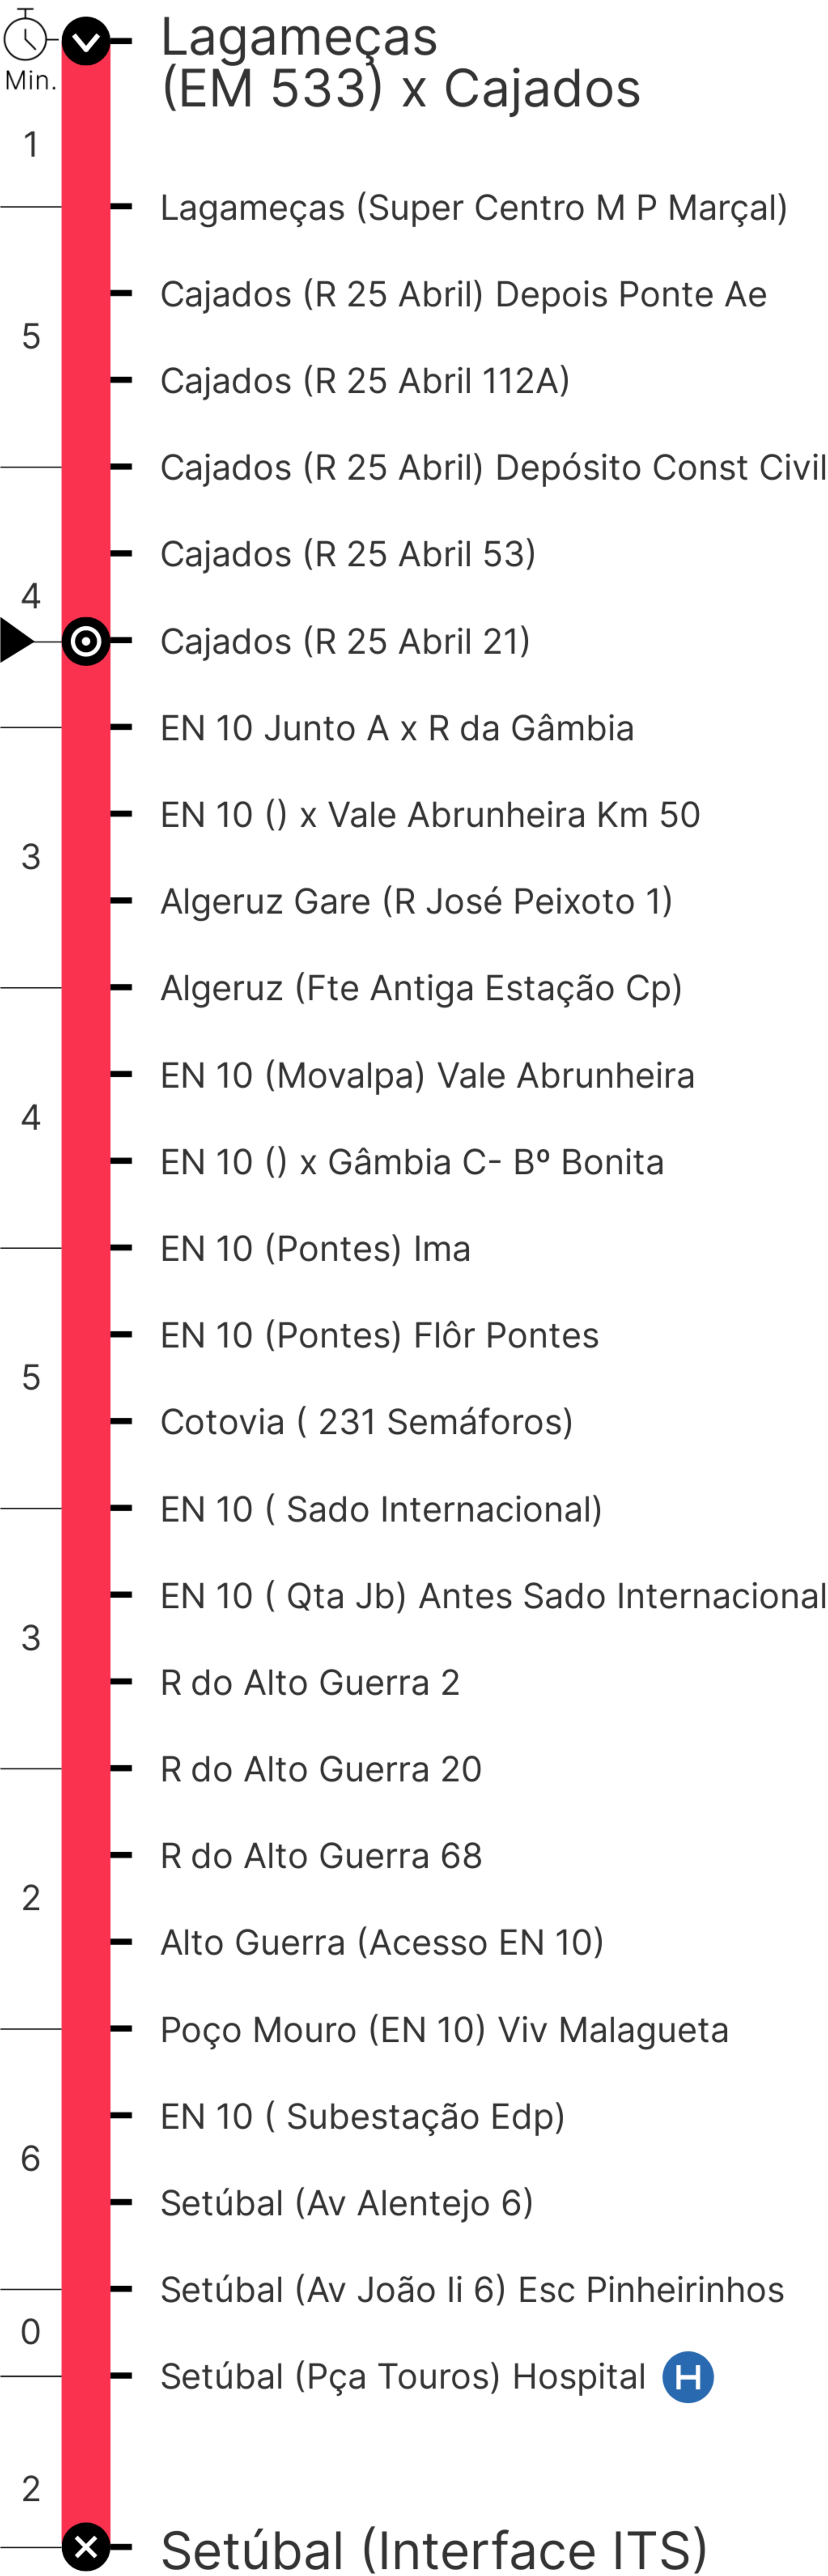 Min.
Lagameças
(EM 533) x Cajados
1
Lagameças (Super Centro M P Marçal)
Cajados (R 25 Abril) Depois Ponte Ae
5
Cajados (R 25 Abril 112A)
Cajados (R 25 Abril) Depósito Const Civil
Cajados (R 25 Abril 53)
4
Cajados (R 25 Abril 21)
EN 10 Junto A x R da Gâmbia
EN 10 () x Vale Abrunheira Km 50
3
Algeruz Gare (R José Peixoto 1)
Algeruz (Fte Antiga Estação Cp)
EN 10 (Movalpa) Vale Abrunheira
4
EN 10 () x Gâmbia C- Bº Bonita
EN 10 (Pontes) Ima
EN 10 (Pontes) Flôr Pontes
5
Cotovia ( 231 Semáforos)
EN 10 ( Sado Internacional)
EN 10 ( Qta Jb) Antes Sado Internacional
3
R do Alto Guerra 2
R do Alto Guerra 20
R do Alto Guerra 68
2
Alto Guerra (Acesso EN 10)
Poço Mouro (EN 10) Viv Malagueta
EN 10 ( Subestação Edp)
6
Setúbal (Av Alentejo 6)
Setúbal (Av João Ii 6) Esc Pinheirinhos
0
Setúbal (Pça Touros) Hospital H
2
Setúbal (Interface ITS)